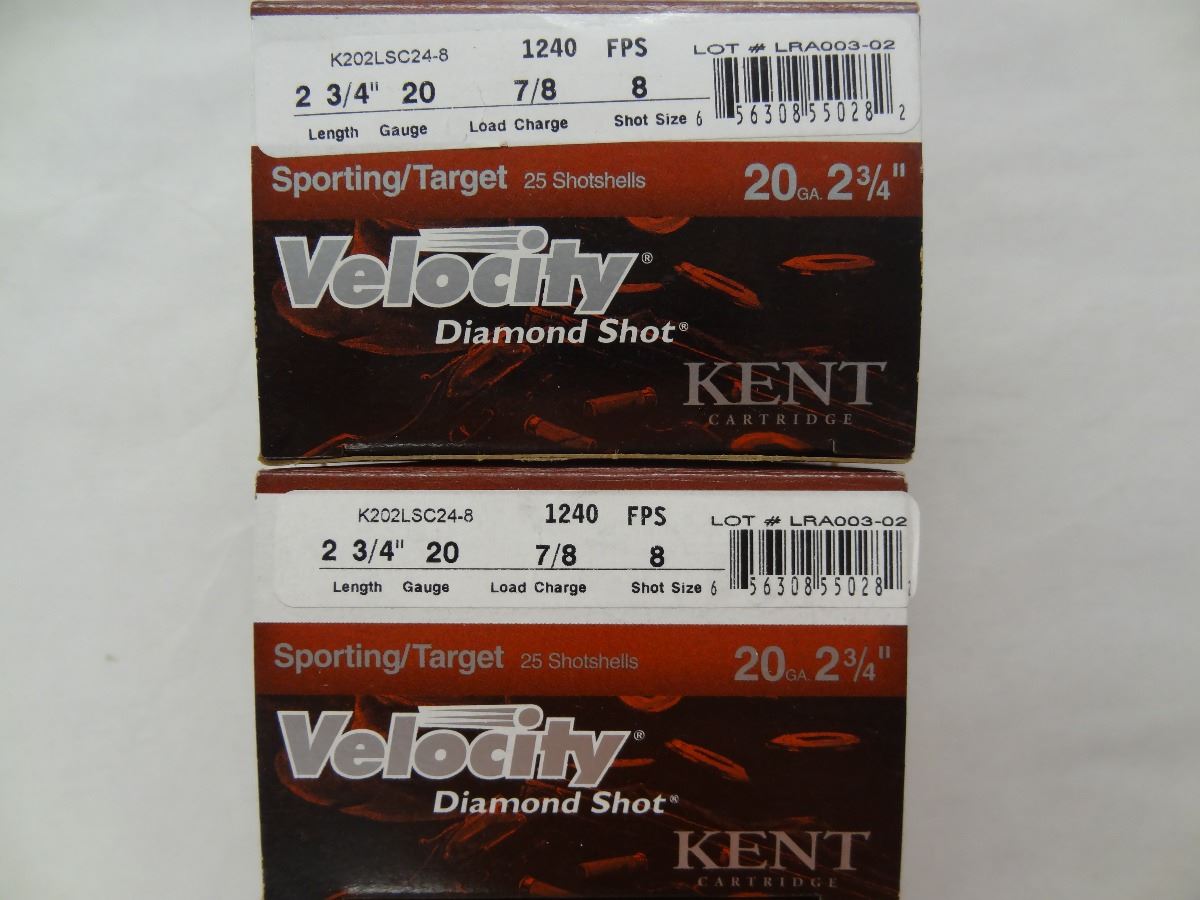 K202LSC24-8 1240 FPS LOT # LRA003-02
2 3/4" 20 7/8 8
Length Gauge Load Charge Shot Size 6 56308 55028 2
Sporting/Target 25 Shotshells 20GA. 2 3/4"
Velocity®
Diamond Shot®
KENT
CARTRIDGE
K202LSC24-8 1240 FPS LOT # LRA003-02
2 3/4" 20 7/8 8
Length Gauge Load Charge Shot Size 6 56308 55028
Sporting/Target 25 Shotshells 20GA. 2 3/4"
Velocity®
Diamond Shot®
KENT
CARTRIDGE